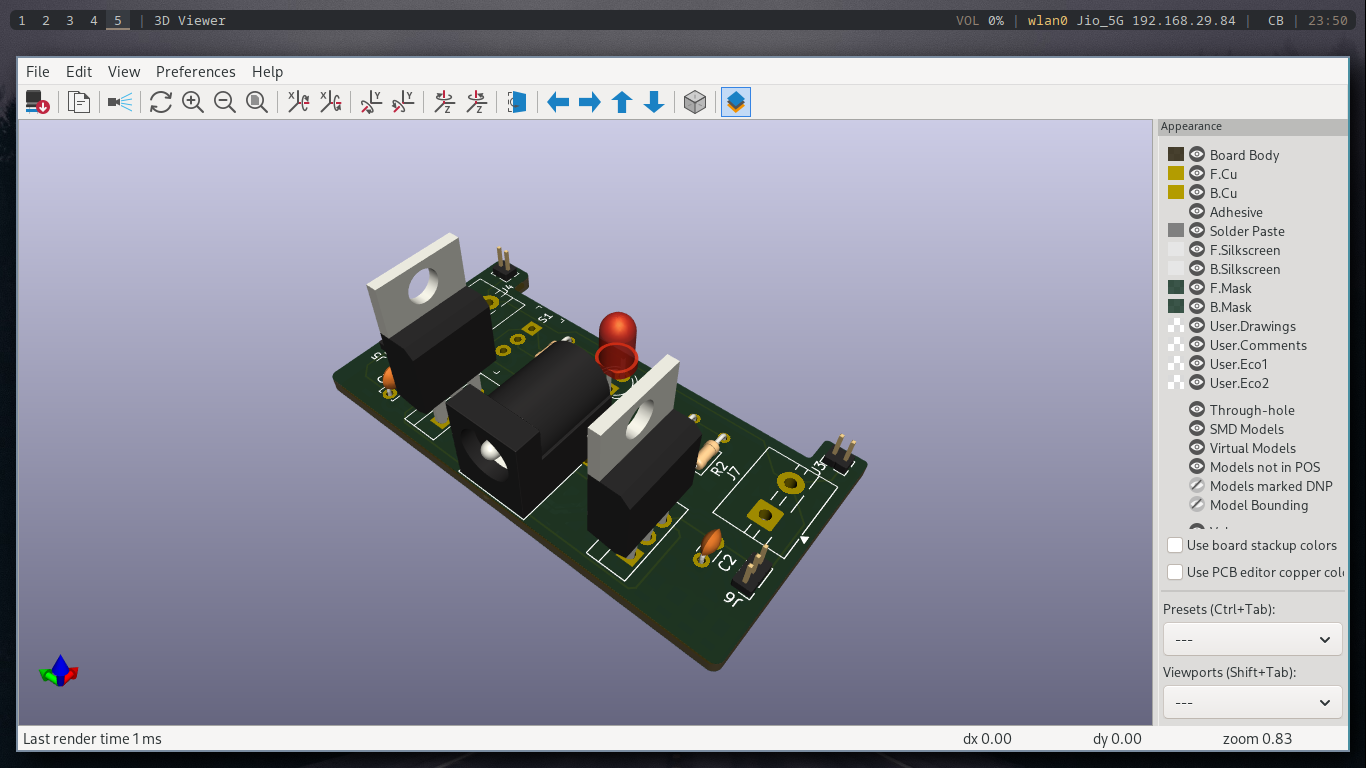 1 2 3 4 5 | 3D Viewer
VOL 0% | wlan0 Jio_5G 192.168.29.84 | CB | 23:50
File Edit View Preferences Help
X X Y Y Z Z
Appearance
Board Body
F.Cu
B.Cu
Adhesive
Solder Paste
F.Silkscreen
B.Silkscreen
F.Mask
B.Mask
User.Drawings
User.Comments
User.Eco1
User.Eco2
Through-hole
SMD Models
Virtual Models
Models not in POS
Models marked DNP
Model Bounding
Use board stackup colors
Use PCB editor copper col
Presets (Ctrl+Tab):
---
Viewports (Shift+Tab):
---
J4
S1
J5
R2
J7
J3
C2
J6
Last render time 1 ms
dx 0.00
dy 0.00
zoom 0.83